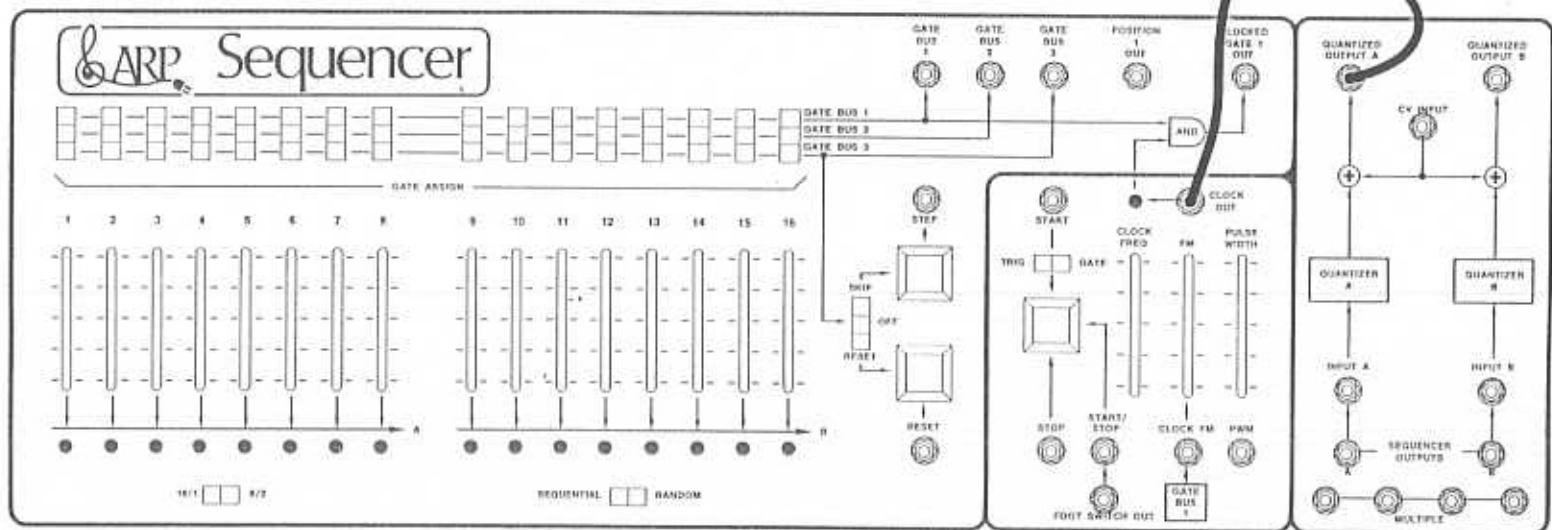 ARP Sequencer
GATE BUS 1
GATE BUS 2
GATE BUS 3
POSITION 1 OUT
CLOCKED GATE 1 OUT
QUANTIZED OUTPUT A
QUANTIZED OUTPUT B
CV INPUT
GATE BUS 1
GATE BUS 2
GATE BUS 3
AND
GATE ASSIGN
1 2 3 4 5 6 7 8
9 10 11 12 13 14 15 16
STEP
SKIP
OFF
RESET
RESET
START
CLOCK OUT
TRIG GATE
CLOCK FREQ
FM
PULSE WIDTH
STOP
START/STOP
CLOCK FM
PWM
FOOT SWITCH OUT
GATE BUS 1
QUANTIZER A
QUANTIZER B
INPUT A
INPUT B
SEQUENCER OUTPUTS
A
B
MULTIPLE
A
B
16/1 8/2
SEQUENTIAL RANDOM